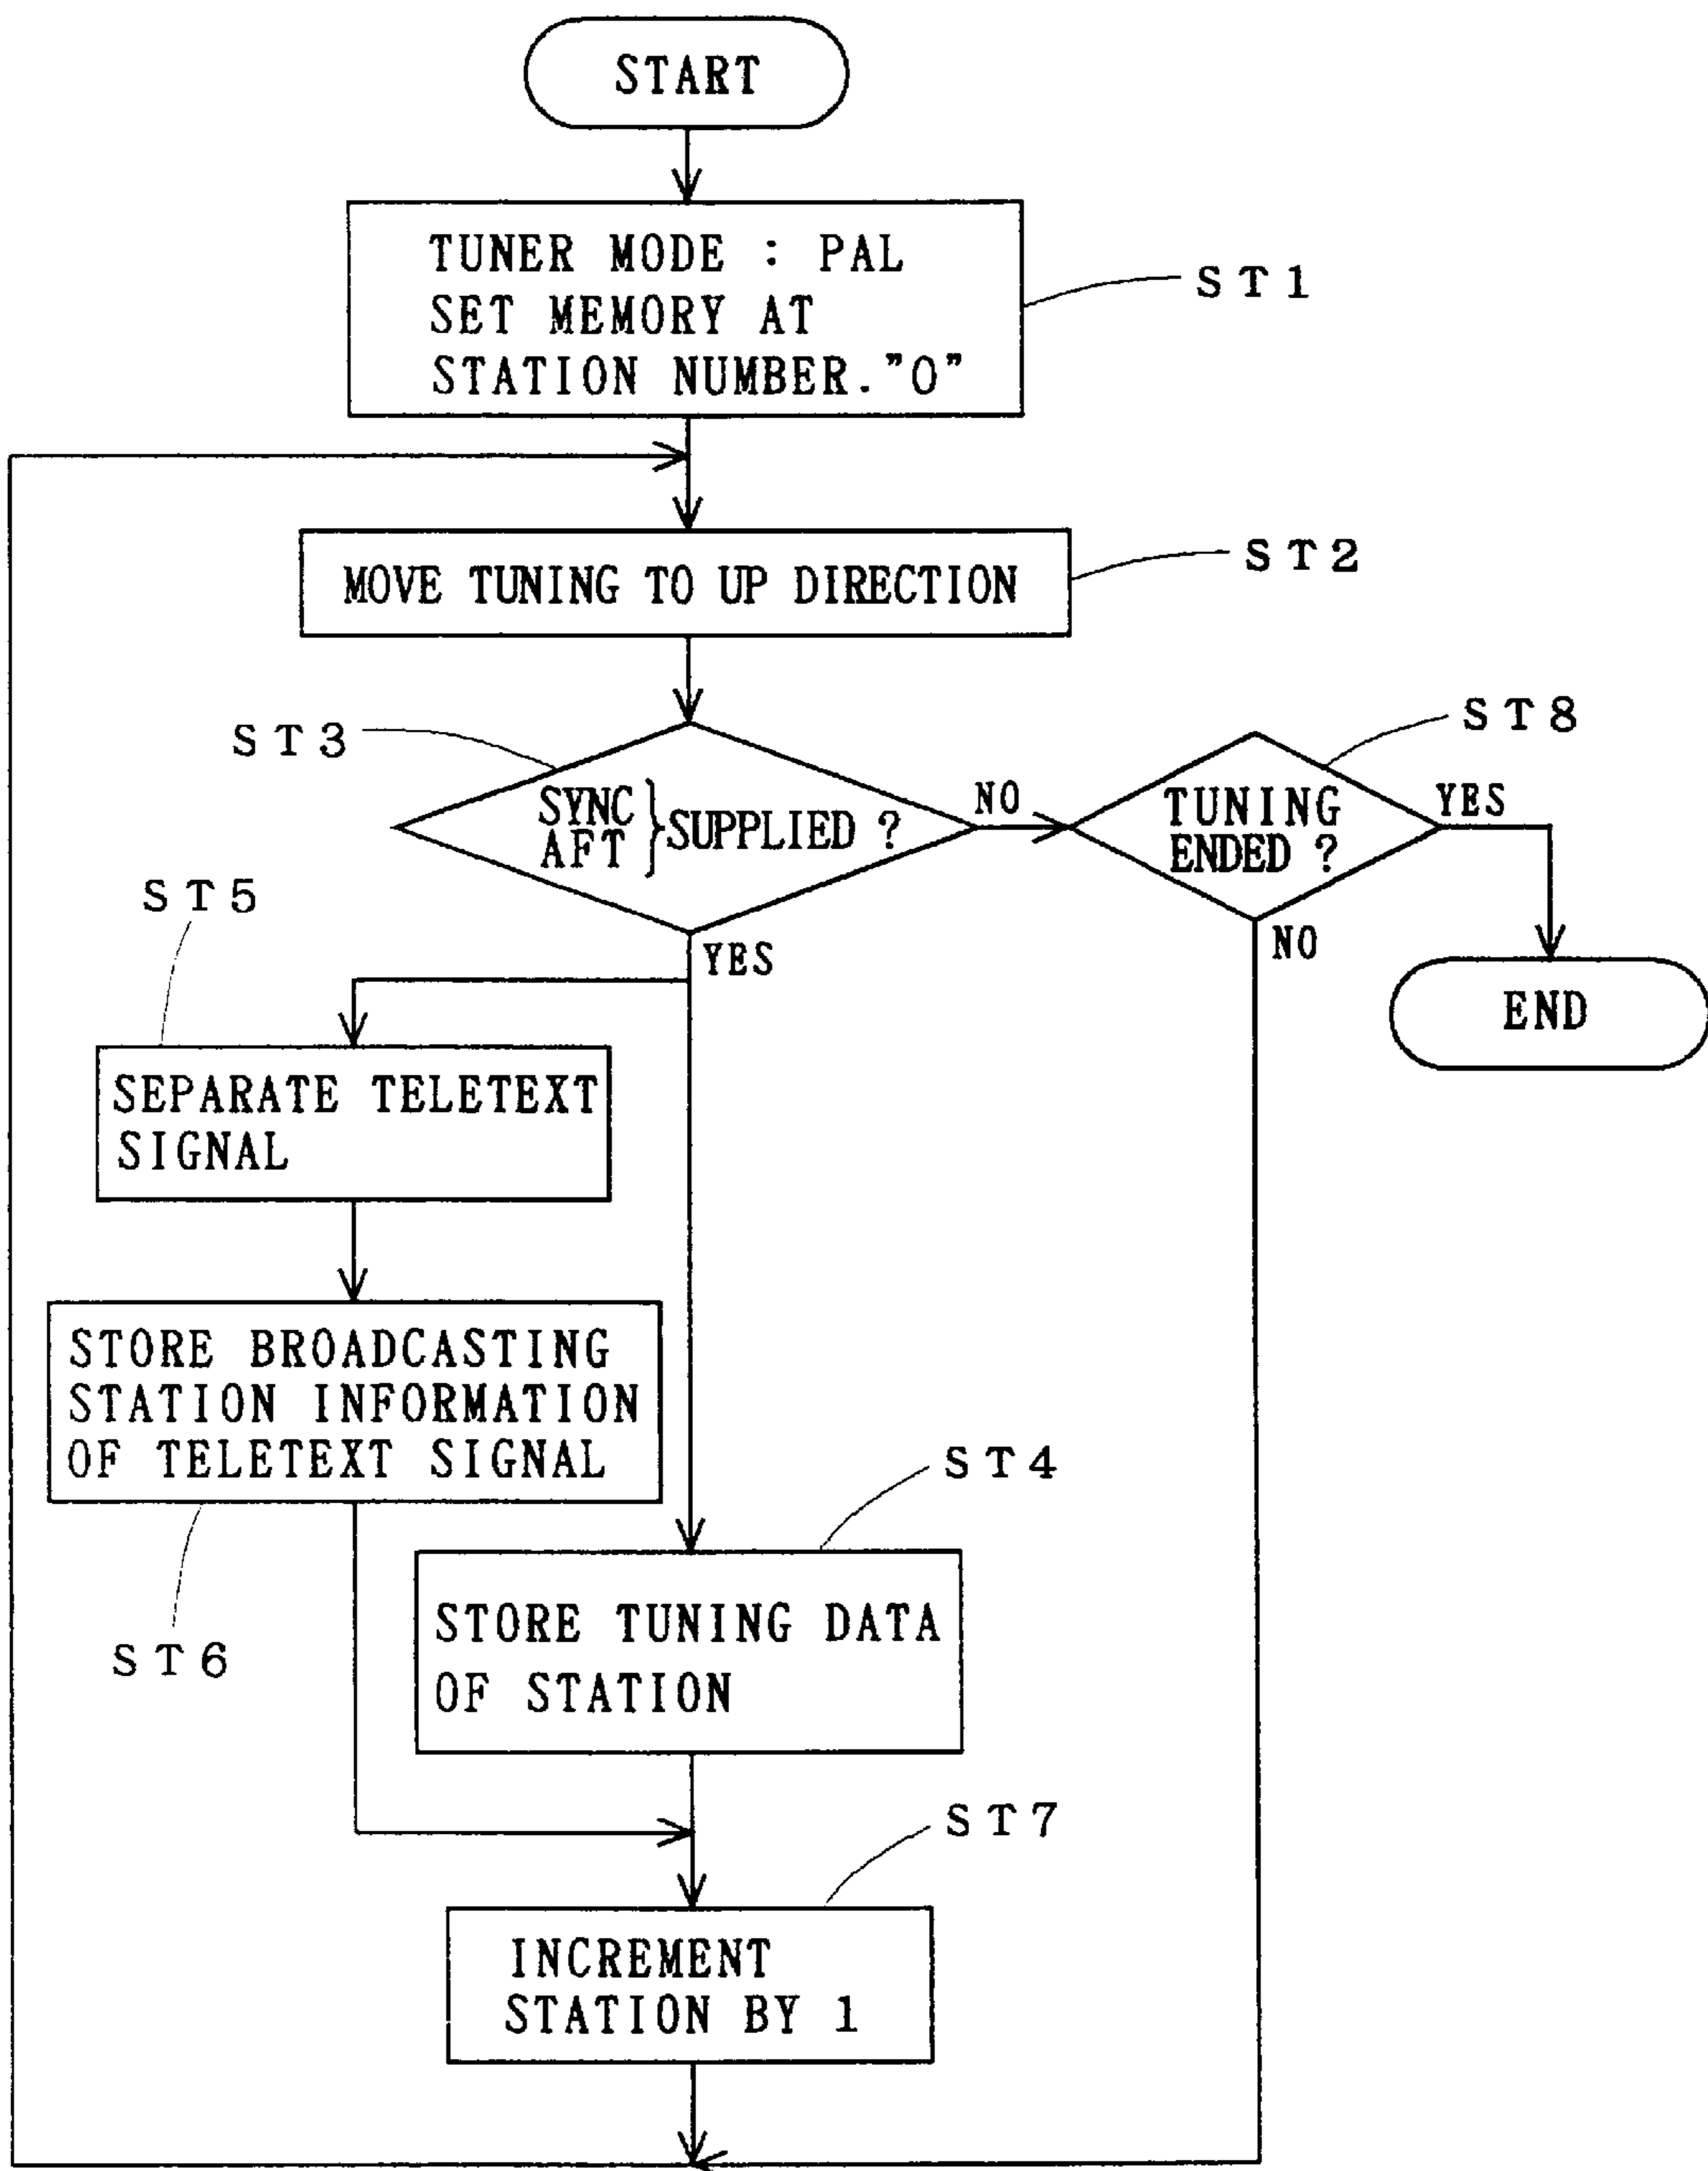 START
TUNER MODE : PAL
SET MEMORY AT
STATION NUMBER."0"
ST1
MOVE TUNING TO UP DIRECTION
ST2
ST3
SYNC
AFT
SUPPLIED ?
NO
TUNING
ENDED ?
ST8
YES
YES
NO
END
ST5
SEPARATE TELETEXT
SIGNAL
STORE BROADCASTING
STATION INFORMATION
OF TELETEXT SIGNAL
ST6
ST4
STORE TUNING DATA
OF STATION
ST7
INCREMENT
STATION BY 1